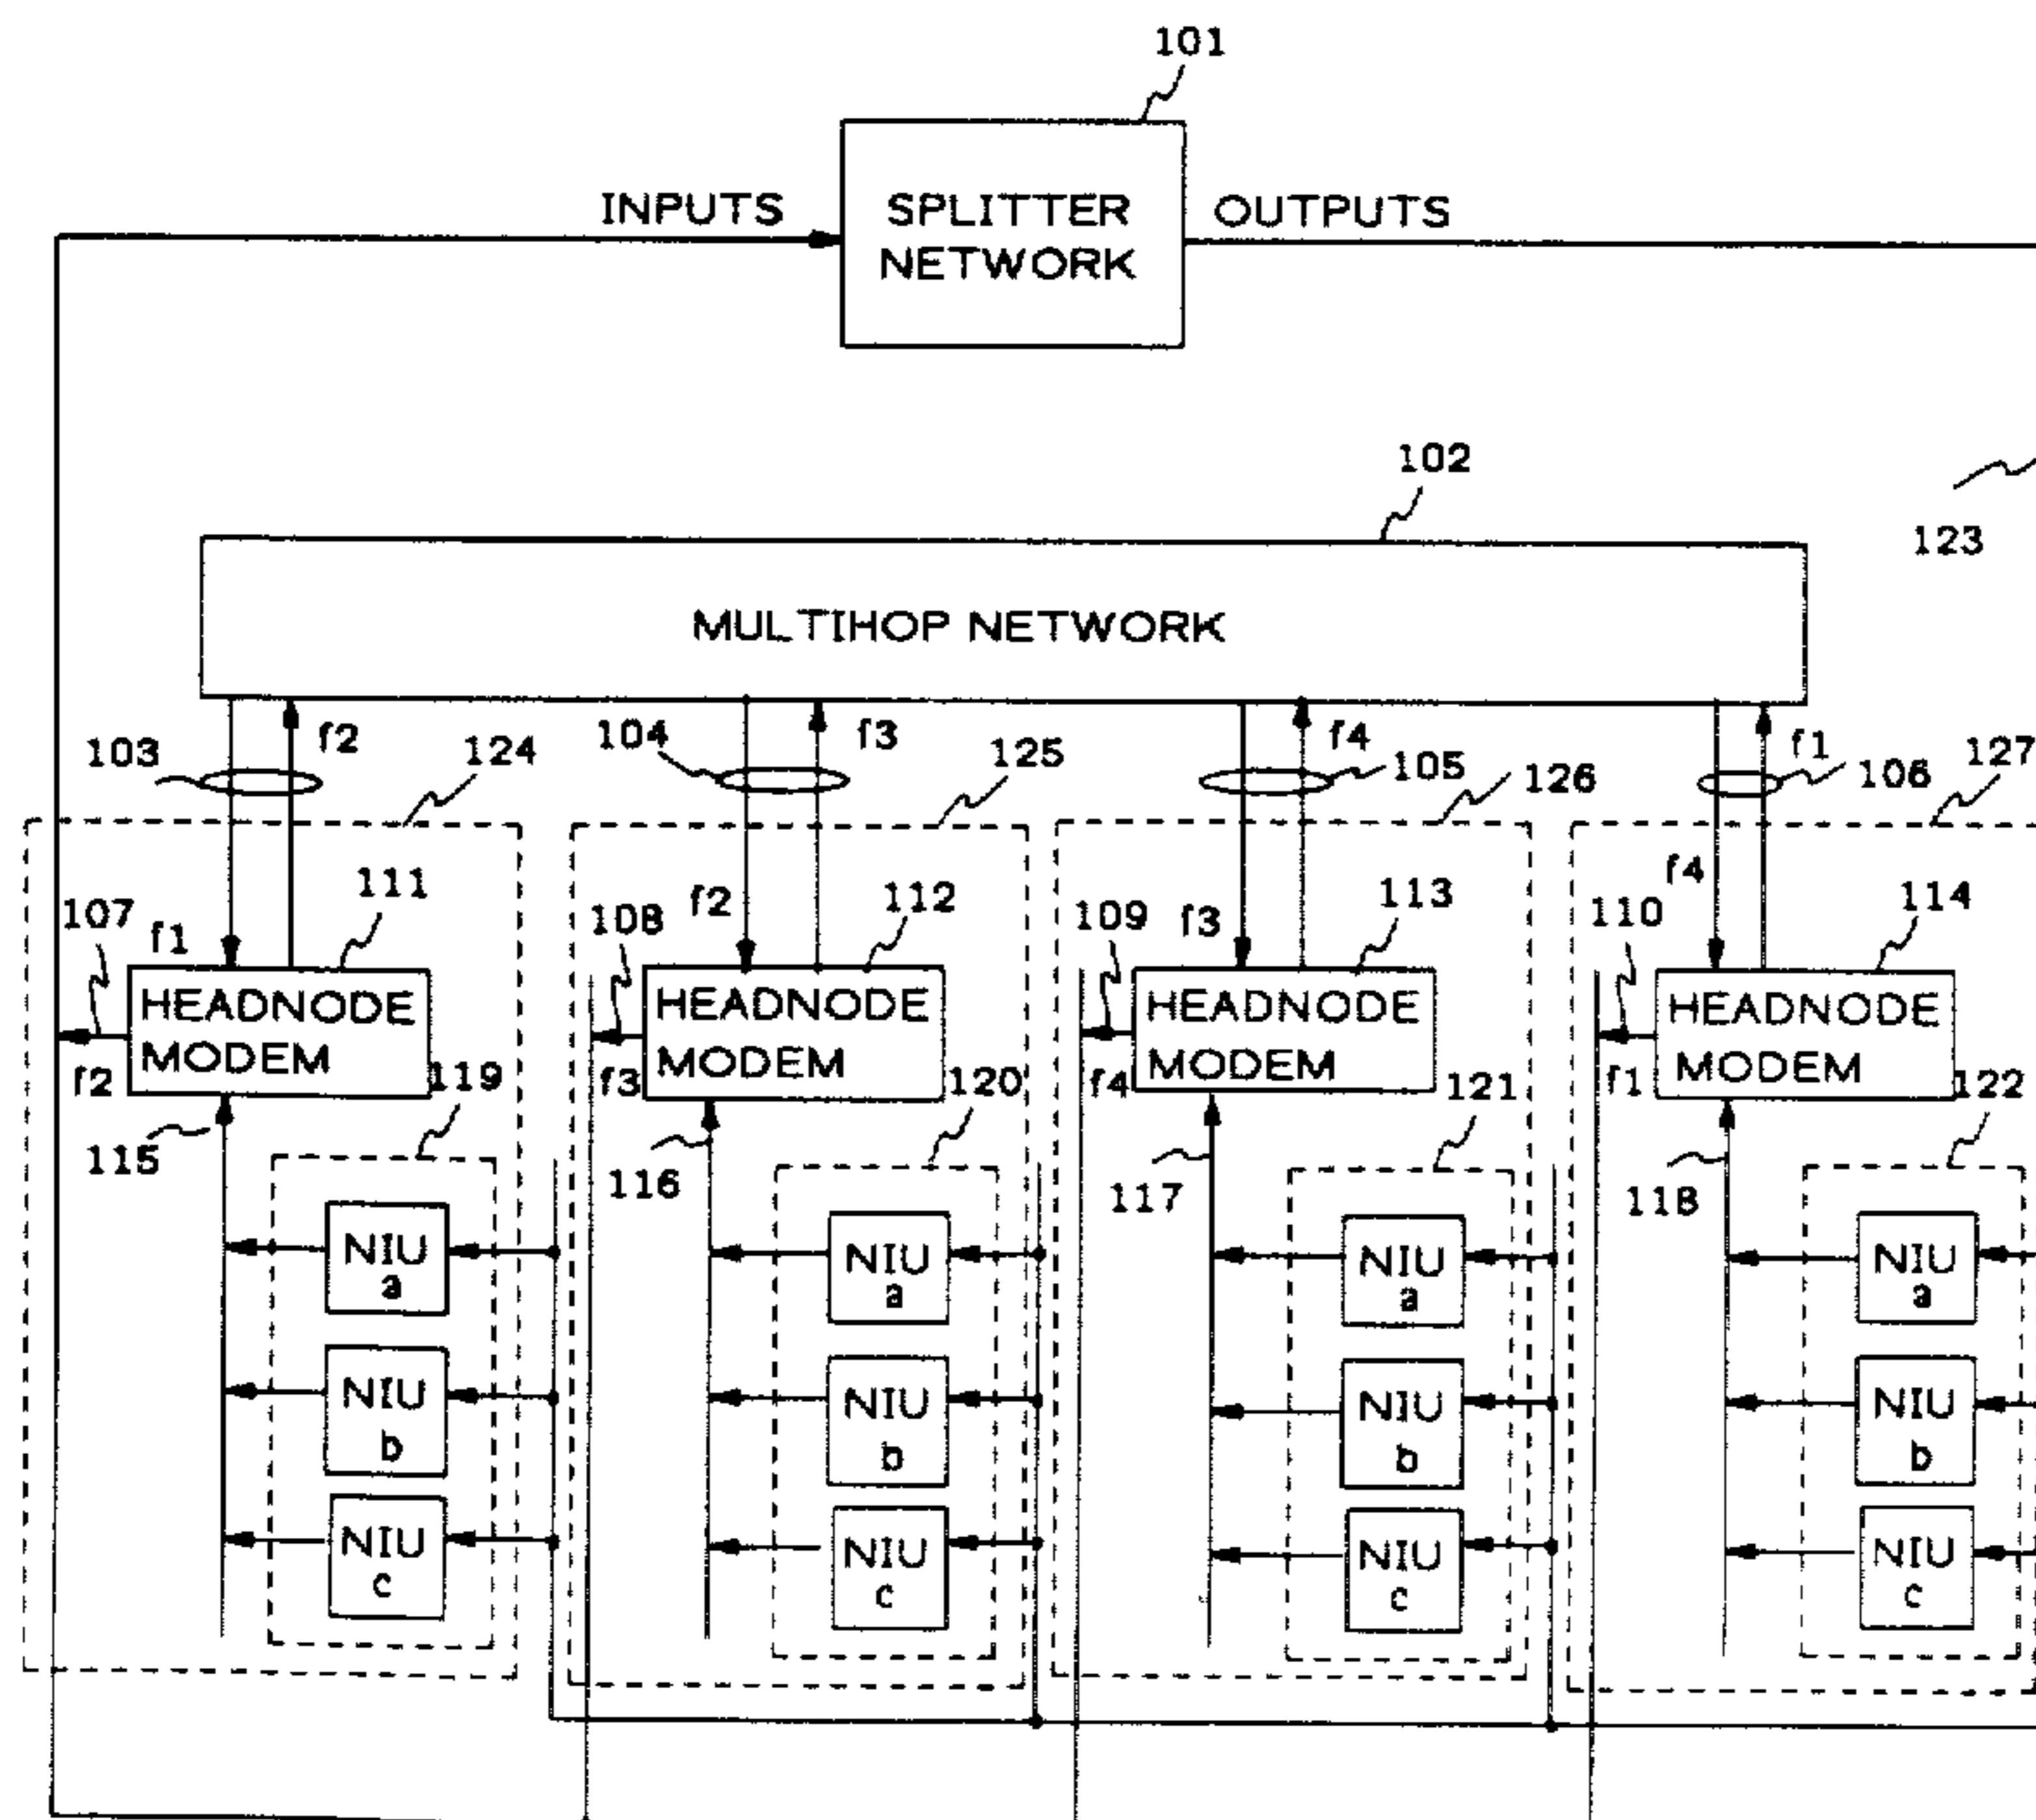 101
INPUTS
SPLITTER
NETWORK
OUTPUTS
102
123
MULTIHOP NETWORK
103
f2
124
104
f3
125
f4
105
126
f1
106
127
107
f1
111
108
f2
112
109
f3
113
110
f4
114
HEADNODE
MODEM
f2
HEADNODE
MODEM
f3
HEADNODE
MODEM
f4
HEADNODE
MODEM
f1
115
119
116
120
117
121
118
122
NIU
a
NIU
a
NIU
a
NIU
a
NIU
b
NIU
b
NIU
b
NIU
b
NIU
c
NIU
c
NIU
c
NIU
c